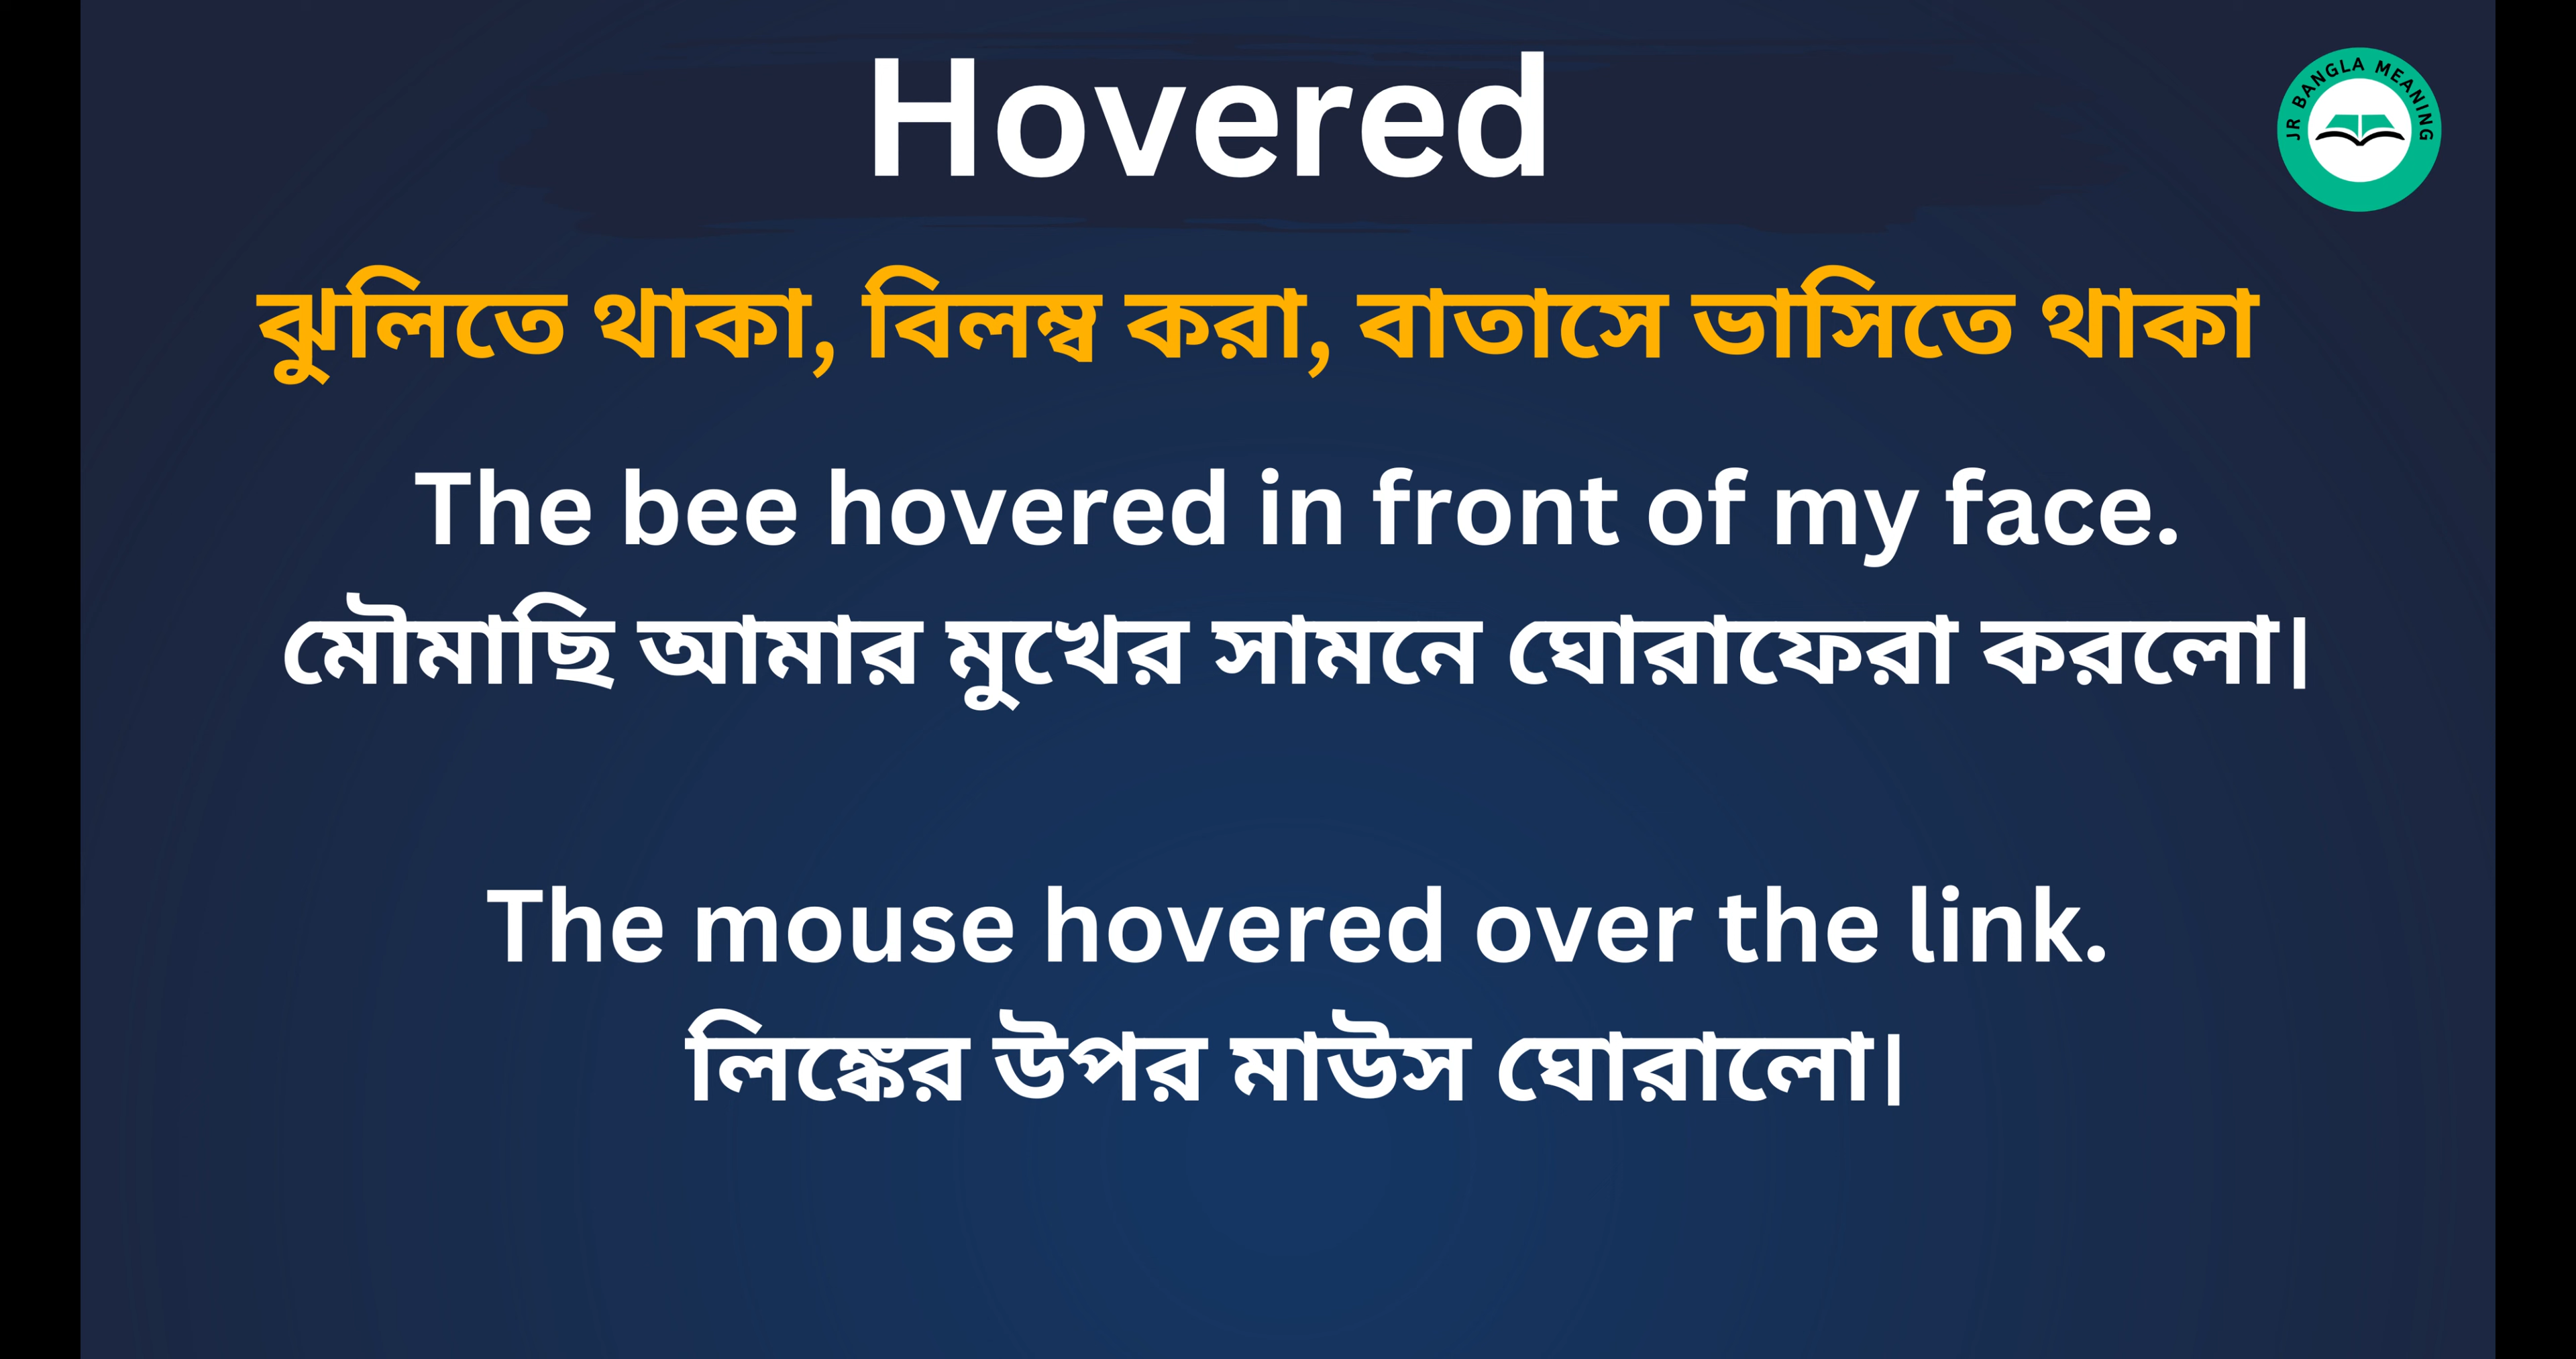 Hovered
JR BANGLA MEANING
ঝুলিতে থাকা, বিলম্ব করা, বাতাসে ভাসিতে থাকা
The bee hovered in front of my face.
মৌমাছি আমার মুখের সামনে ঘোরাফেরা করলো।
The mouse hovered over the link.
লিঙ্কের উপর মাউস ঘোরালো।